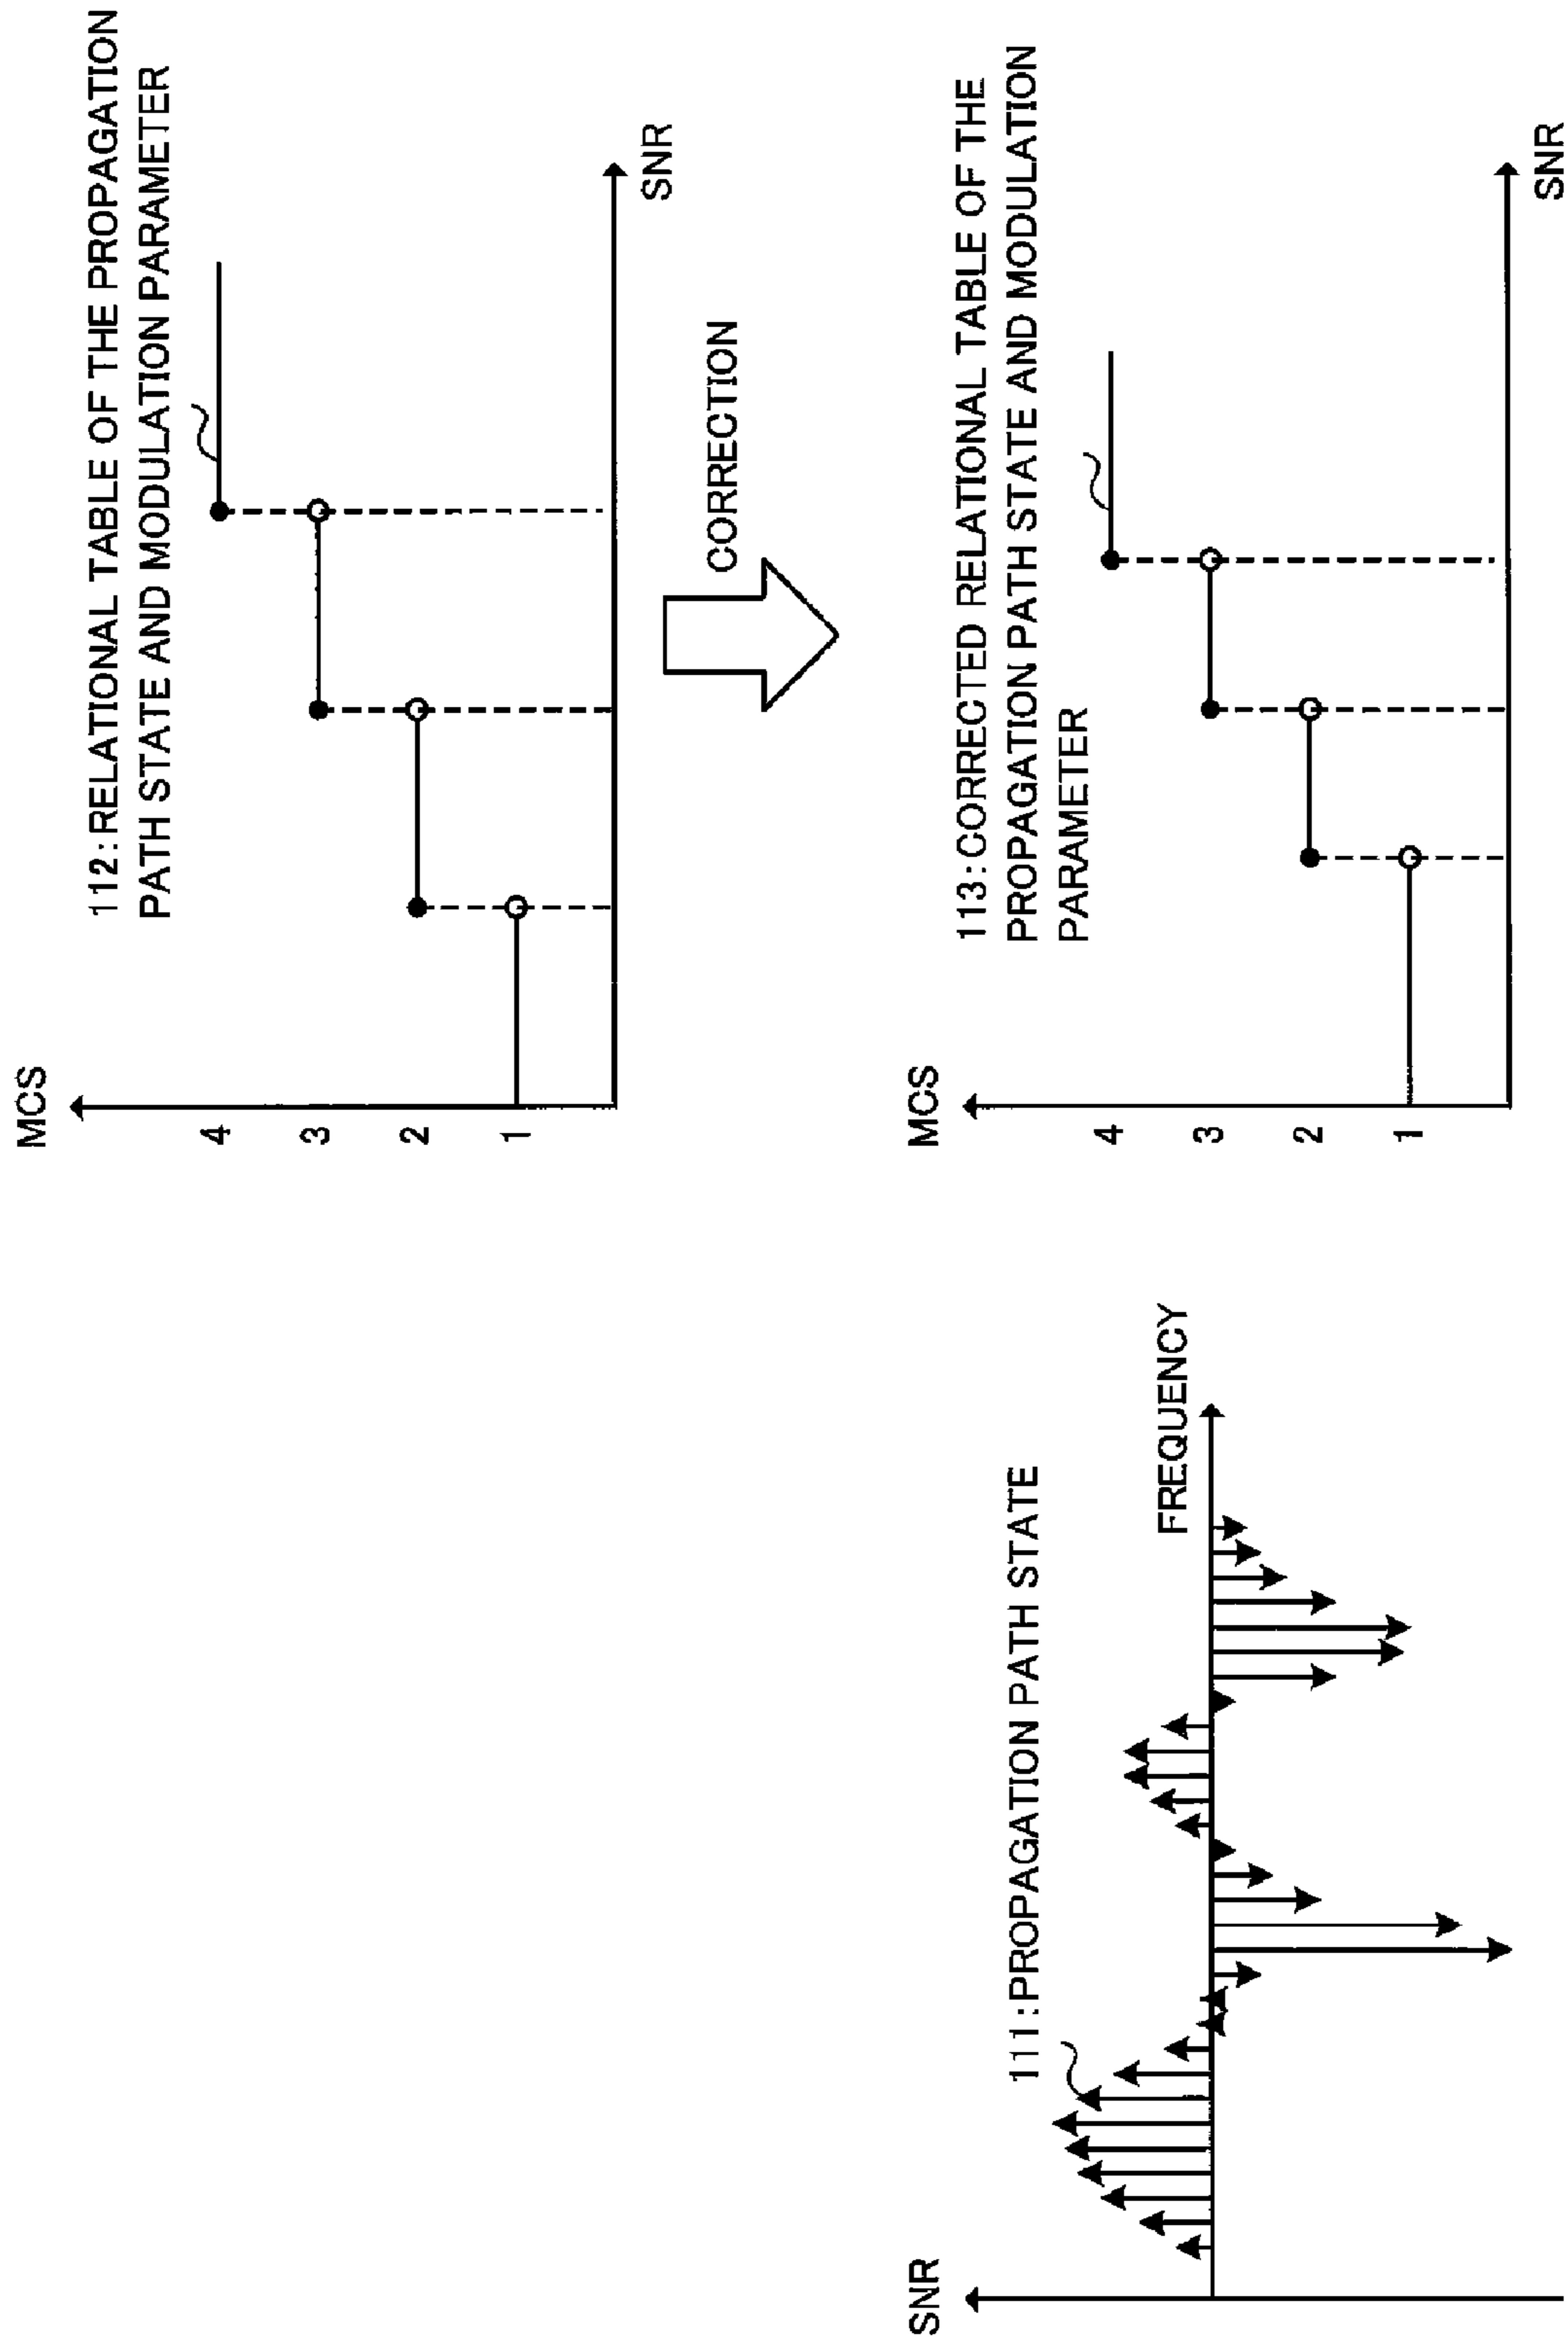 MCS
112:RELATIONAL TABLE OF THE PROPAGATION
PATH STATE AND MODULATION PARAMETER
4
3
2
1
SNR
CORRECTION
SNR
111:PROPAGATION PATH STATE
FREQUENCY
MCS
113:CORRECTED RELATIONAL TABLE OF THE
PROPAGATION PATH STATE AND MODULATION
PARAMETER
4
3
2
1
SNR